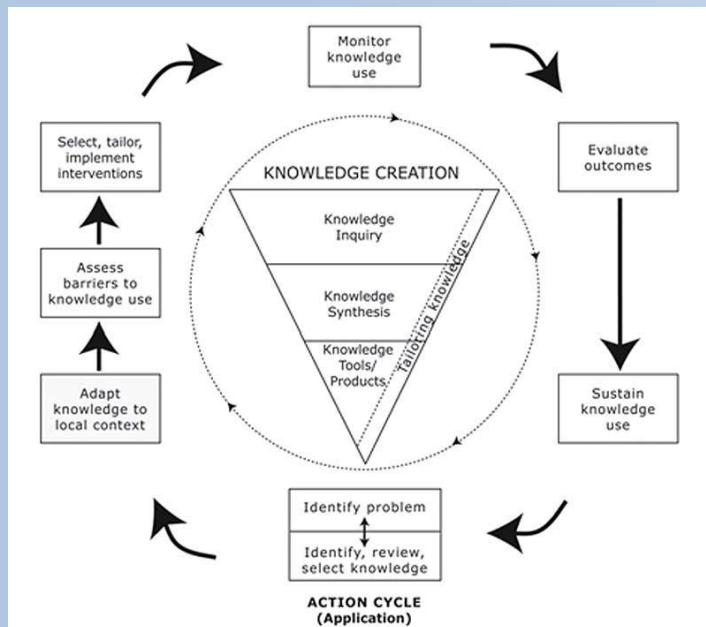 Monitor
knowledge
use
Select, tailor,
implement
interventions
Evaluate
outcomes
KNOWLEDGE CREATION
Knowledge
Inquiry
Assess
barriers to
knowledge use
Knowledge
Synthesis
Tailoring knowledge
Knowledge
Tools/
Products
Adapt
knowledge to
local context
Sustain
knowledge
use
Identify problem
Identify, review,
select knowledge
ACTION CYCLE
(Application)